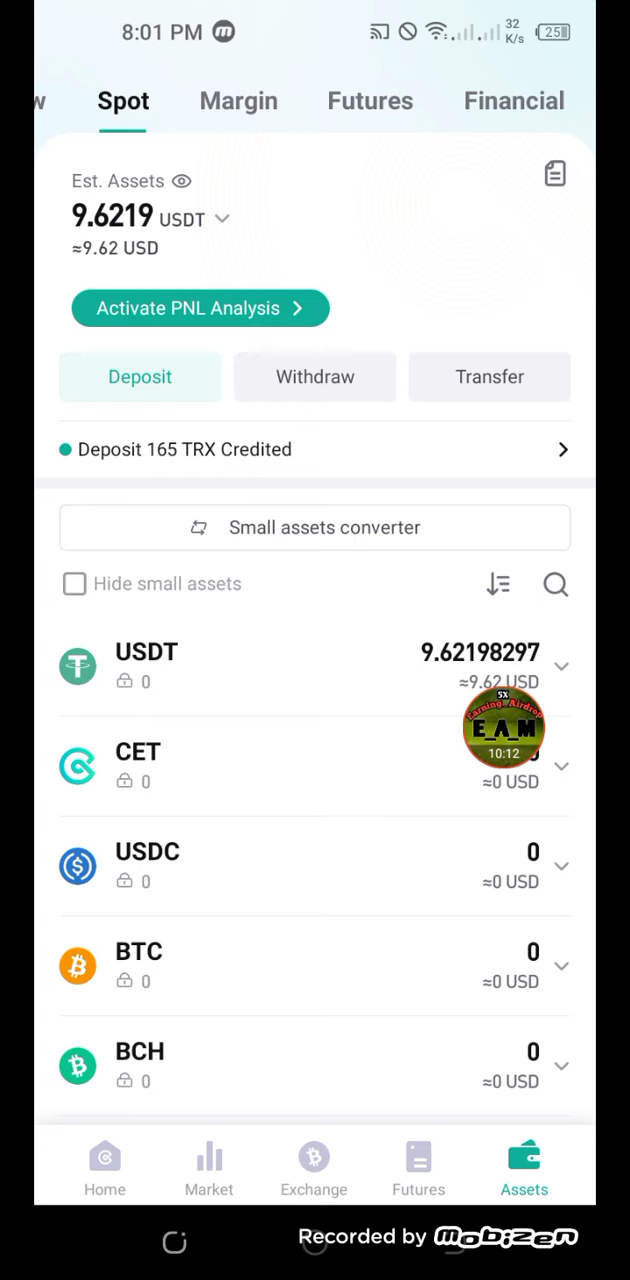 8:01 PM
32
K/s
25
w Spot Margin Futures Financial
Est. Assets
9.6219 USDT
≈9.62 USD
Activate PNL Analysis
Deposit Withdraw Transfer
Deposit 165 TRX Credited
Small assets converter
Hide small assets
USDT 9.62198297
0 ≈9.62 USD
5X
Earning Airdrop
E_A_M
10:12
CET
0 ≈0 USD
USDC 0
0 ≈0 USD
BTC 0
0 ≈0 USD
BCH 0
0 ≈0 USD
Home Market Exchange Futures Assets
Recorded by mobizen